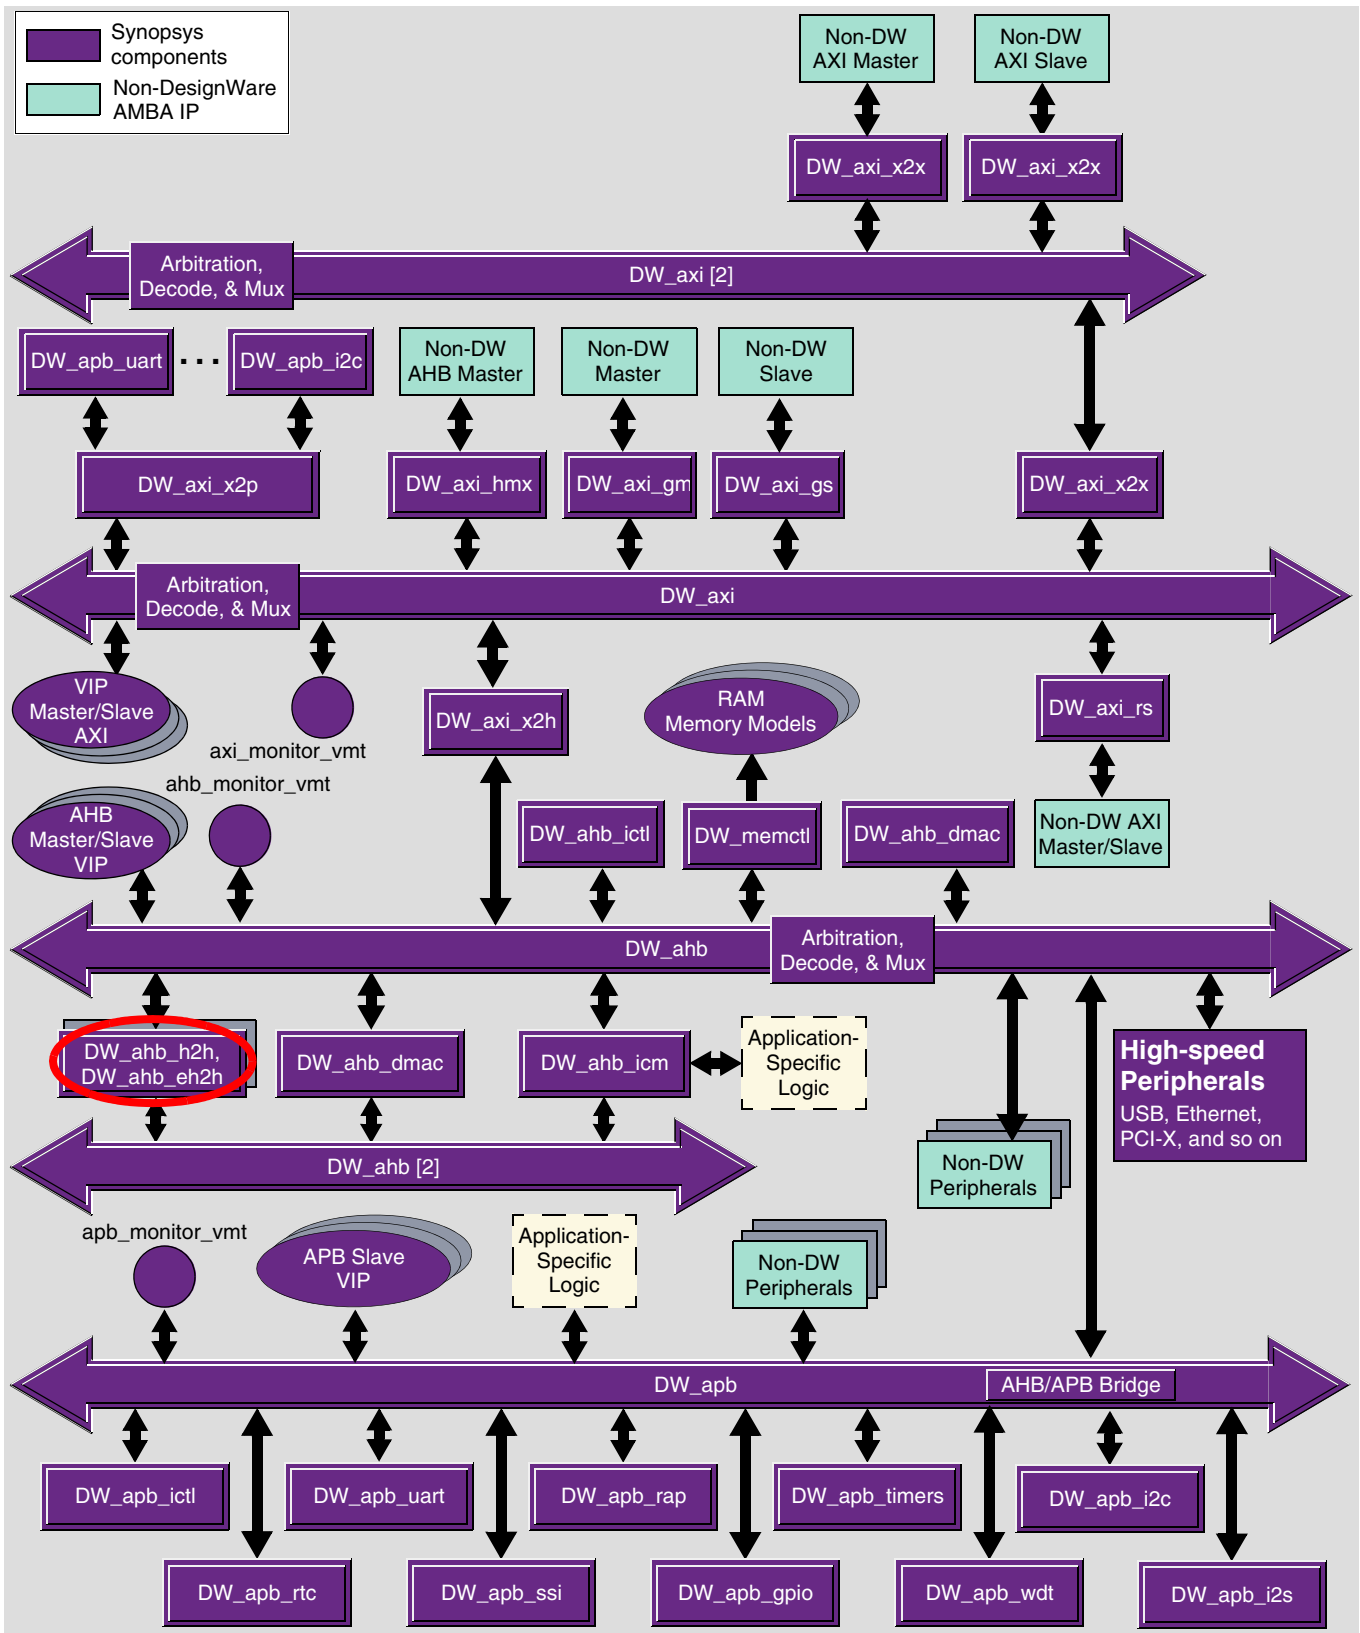 Synopsys
components
Non-DesignWare
AMBA IP
Non-DW
AXI Master
Non-DW
AXI Slave
DW_axi_x2x
DW_axi_x2x
Arbitration,
Decode, & Mux
DW_axi [2]
DW_apb_uart
. . .
DW_apb_i2c
Non-DW
AHB Master
Non-DW
Master
Non-DW
Slave
DW_axi_x2p
DW_axi_hmx
DW_axi_gm
DW_axi_gs
DW_axi_x2x
Arbitration,
Decode, & Mux
DW_axi
VIP
Master/Slave
AXI
axi_monitor_vmt
DW_axi_x2h
RAM
Memory Models
DW_axi_rs
ahb_monitor_vmt
AHB
Master/Slave
VIP
DW_ahb_ictl
DW_memctl
DW_ahb_dmac
Non-DW AXI
Master/Slave
DW_ahb
Arbitration,
Decode, & Mux
DW_ahb_h2h,
DW_ahb_eh2h
DW_ahb_dmac
DW_ahb_icm
Application-
Specific
Logic
High-speed
Peripherals
USB, Ethernet,
PCI-X, and so on
DW_ahb [2]
Non-DW
Peripherals
apb_monitor_vmt
APB Slave
VIP
Application-
Specific
Logic
Non-DW
Peripherals
DW_apb
AHB/APB Bridge
DW_apb_ictl
DW_apb_uart
DW_apb_rap
DW_apb_timers
DW_apb_i2c
DW_apb_rtc
DW_apb_ssi
DW_apb_gpio
DW_apb_wdt
DW_apb_i2s